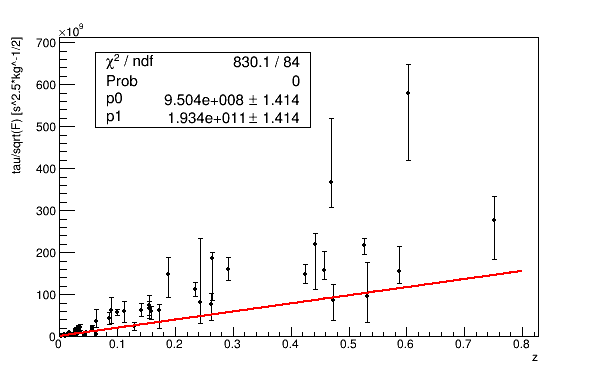 ×10⁹
tau/sqrt(F) [s^2.5*kg^-1/2]
700
600
500
400
300
200
100
0
χ² / ndf 830.1 / 84
Prob 0
p0 9.504e+008 ± 1.414
p1 1.934e+011 ± 1.414
0 0.1 0.2 0.3 0.4 0.5 0.6 0.7 0.8
z